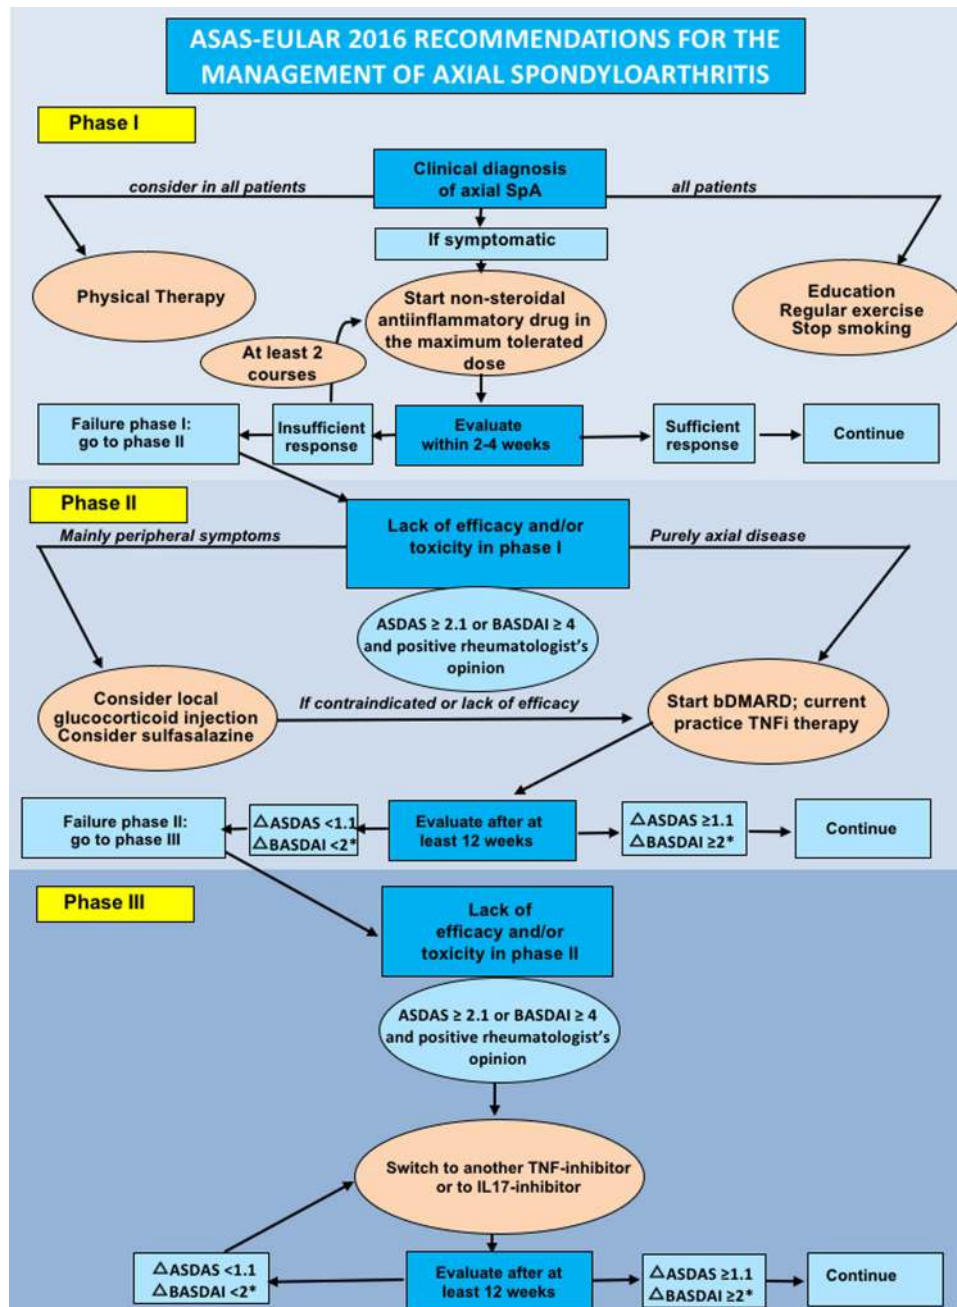 ASAS-EULAR 2016 RECOMMENDATIONS FOR THE
MANAGEMENT OF AXIAL SPONDYLOARTHRITIS
Phase I
Clinical diagnosis
of axial SpA
consider in all patients
all patients
If symptomatic
Physical Therapy
Start non-steroidal
antiinflammatory drug in
the maximum tolerated
dose
Education
Regular exercise
Stop smoking
At least 2
courses
Failure phase I:
go to phase II
Insufficient
response
Evaluate
within 2-4 weeks
Sufficient
response
Continue
Phase II
Lack of efficacy and/or
toxicity in phase I
Mainly peripheral symptoms
Purely axial disease
ASDAS ≥ 2.1 or BASDAI ≥ 4
and positive rheumatologist's
opinion
Consider local
glucocorticoid injection
Consider sulfasalazine
If contraindicated or lack of efficacy
Start bDMARD; current
practice TNFi therapy
Failure phase II:
go to phase III
△ASDAS <1.1
△BASDAI <2*
Evaluate after at
least 12 weeks
△ASDAS ≥1.1
△BASDAI ≥2*
Continue
Phase III
Lack of
efficacy and/or
toxicity in phase II
ASDAS ≥ 2.1 or BASDAI ≥ 4
and positive rheumatologist's
opinion
Switch to another TNF-inhibitor
or to IL17-inhibitor
△ASDAS <1.1
△BASDAI <2*
Evaluate after at
least 12 weeks
△ASDAS ≥1.1
△BASDAI ≥2*
Continue